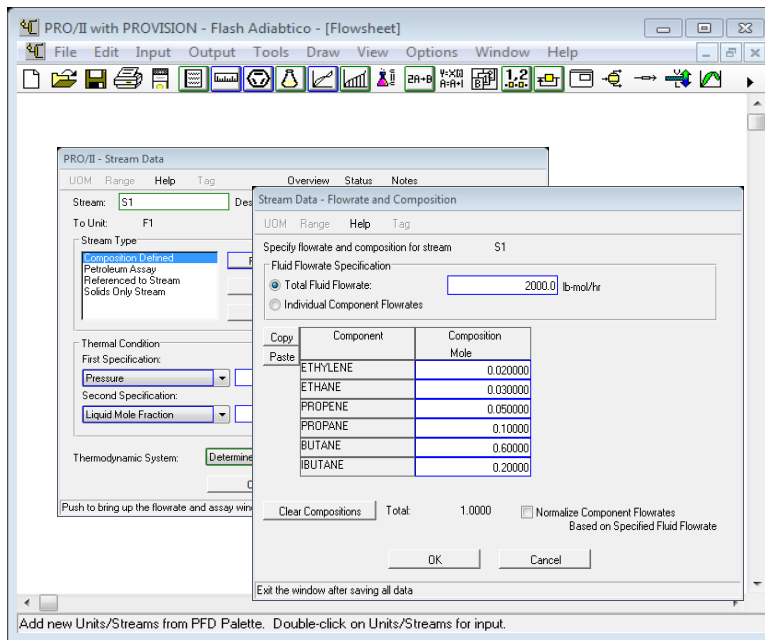 PRO/II with PROVISION - Flash Adiabtico - [Flowsheet]
File Edit Input Output Tools Draw View Options Window Help
PRO/II - Stream Data
UOM Range Help Tag Overview Status Notes
Stream: S1 Des
To Unit: F1
Stream Type
Composition Defined
Petroleum Assay
Referenced to Stream
Solids Only Stream
Thermal Condition
First Specification:
Pressure
Second Specification:
Liquid Mole Fraction
Thermodynamic System: Determine
Push to bring up the flowrate and assay win
Stream Data - Flowrate and Composition
UOM Range Help Tag
Specify flowrate and composition for stream S1
Fluid Flowrate Specification
Total Fluid Flowrate: 2000.0 lb-mol/hr
Individual Component Flowrates
Copy Component Composition
Paste Mole
ETHYLENE 0.020000
ETHANE 0.030000
PROPENE 0.050000
PROPANE 0.10000
BUTANE 0.60000
IBUTANE 0.20000
Clear Compositions Total: 1.0000 Normalize Component Flowrates
Based on Specified Fluid Flowrate
OK Cancel
Exit the window after saving all data
Add new Units/Streams from PFD Palette. Double-click on Units/Streams for input.